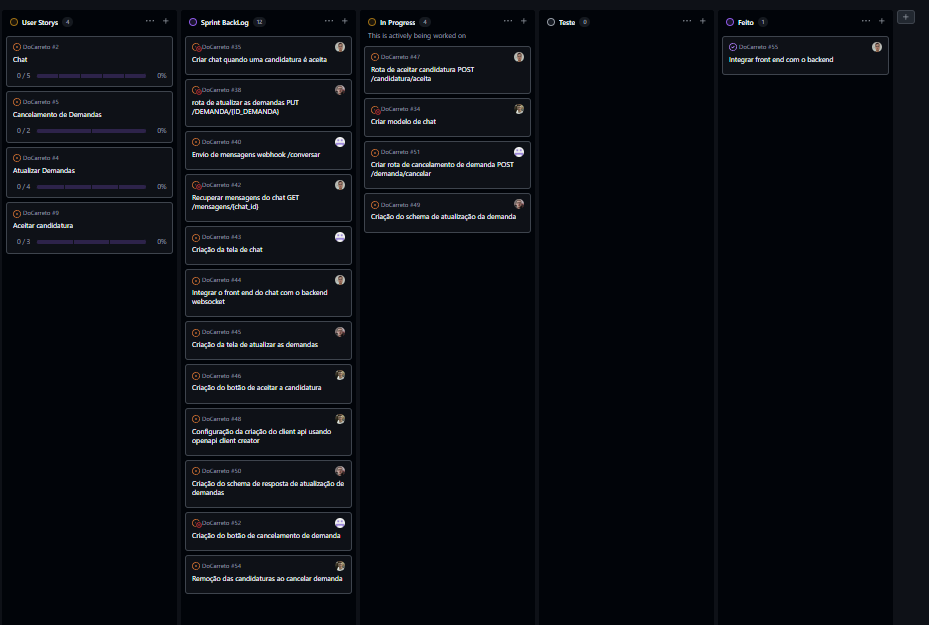 User Storys 4
DoCarreto #2
Chat
0 / 5 0%
DoCarreto #5
Cancelamento de Demandas
0 / 2 0%
DoCarreto #4
Atualizar Demandas
0 / 4 0%
DoCarreto #9
Aceitar candidatura
0 / 3 0%
Sprint BackLog 12
DoCarreto #35
Criar chat quando uma candidatura é aceita
DoCarreto #38
rota de atualizar as demandas PUT
/DEMANDA/{ID_DEMANDA}
DoCarreto #40
Envio de mensagens webhook /conversar
DoCarreto #42
Recuperar mensagens do chat GET
/mensagens/{chat_id}
DoCarreto #43
Criação da tela de chat
DoCarreto #44
Integrar o front end do chat com o backend
websocket
DoCarreto #45
Criação da tela de atualizar as demandas
DoCarreto #46
Criação do botão de aceitar a candidatura
DoCarreto #48
Configuração da criação do client api usando
openapi client creator
DoCarreto #50
Criação do schema de resposta de atualização de
demandas
DoCarreto #52
Criação do botão de cancelamento de demanda
DoCarreto #54
Remoção das candidaturas ao cancelar demanda
In Progress 4
This is actively being worked on
DoCarreto #47
Rota de aceitar candidatura POST
/candidatura/aceita
DoCarreto #34
Criar modelo de chat
DoCarreto #51
Criar rota de cancelamento de demanda POST
/demanda/cancelar
DoCarreto #49
Criação do schema de atualização da demanda
Teste 0
Feito 1
DoCarreto #55
Integrar front end com o backend